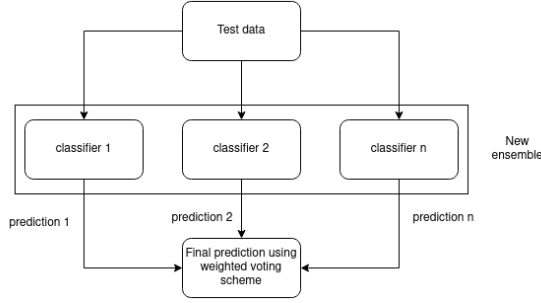 Test data
classifier 1
classifier 2
classifier n
New
ensemble
prediction 1
prediction 2
prediction n
Final prediction using
weighted voting
scheme